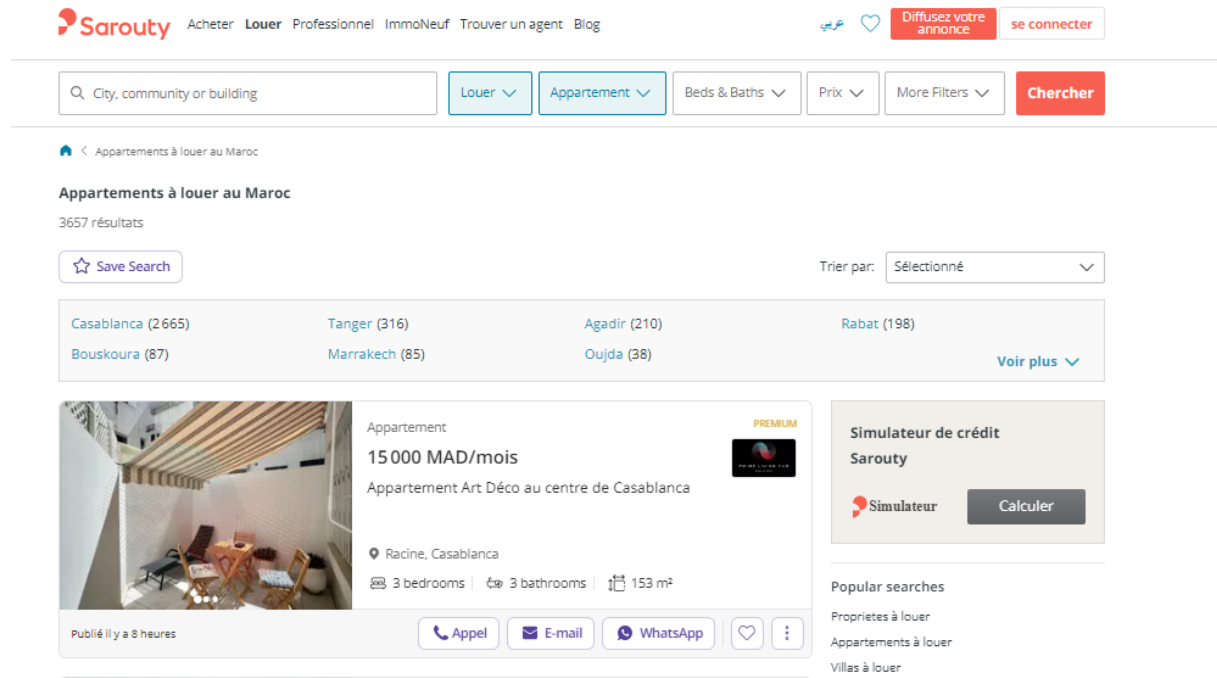 Sarouty Acheter Louer Professionnel ImmoNeuf Trouver un agent Blog عربي Diffusez votre annonce se connecter
City, community or building Louer Appartement Beds & Baths Prix More Filters Chercher
Appartements à louer au Maroc
Appartements à louer au Maroc
3657 résultats
Save Search Trier par: Sélectionné
Casablanca (2 665) Tanger (316) Agadir (210) Rabat (198)
Bouskoura (87) Marrakech (85) Oujda (38) Voir plus
Appartement PREMIUM
15 000 MAD/mois
Appartement Art Déco au centre de Casablanca
Racine, Casablanca
3 bedrooms 3 bathrooms 153 m²
Publié il y a 8 heures Appel E-mail WhatsApp
Simulateur de crédit
Sarouty
Simulateur Calculer
Popular searches
Proprietes à louer
Appartements à louer
Villas à louer